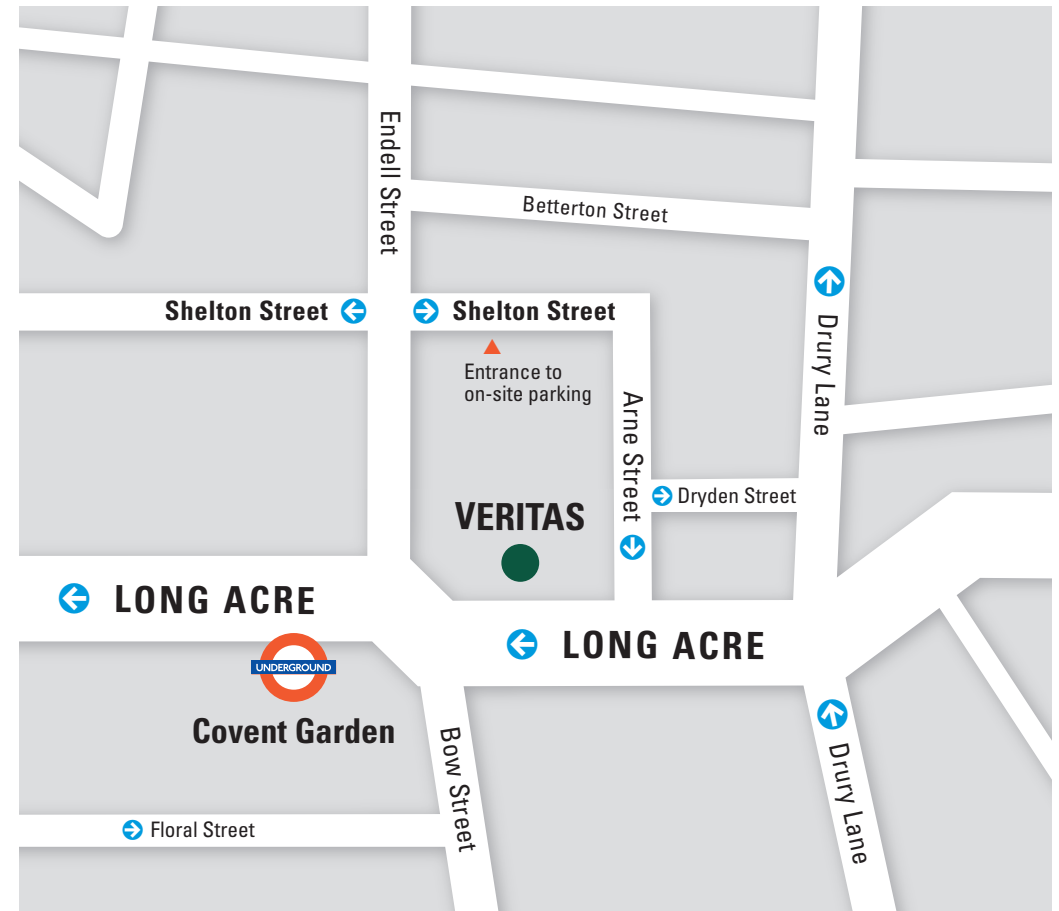 Endell Street
Betterton Street
Shelton Street
Shelton Street
Drury Lane
Entrance to
on-site parking
Arne Street
Dryden Street
VERITAS
LONG ACRE
LONG ACRE
UNDERGROUND
Covent Garden
Bow Street
Drury Lane
Floral Street